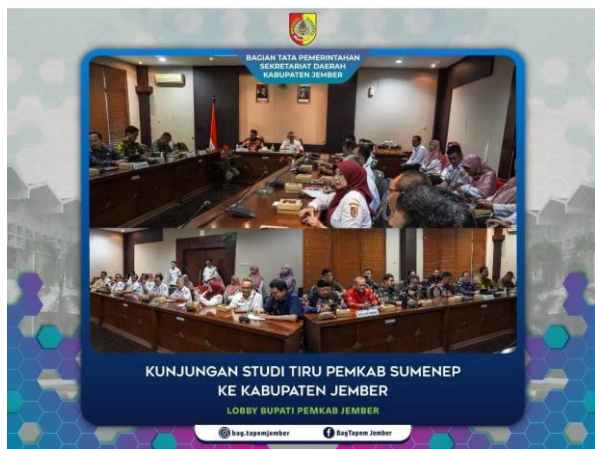 BAGIAN TATA PEMERINTAHAN
SEKRETARIAT DAERAH
KABUPATEN JEMBER
KUNJUNGAN STUDI TIRU PEMKAB SUMENEP
KE KABUPATEN JEMBER
LOBBY BUPATI PEMKAB JEMBER
bag.tapemjember
BagTapem Jember